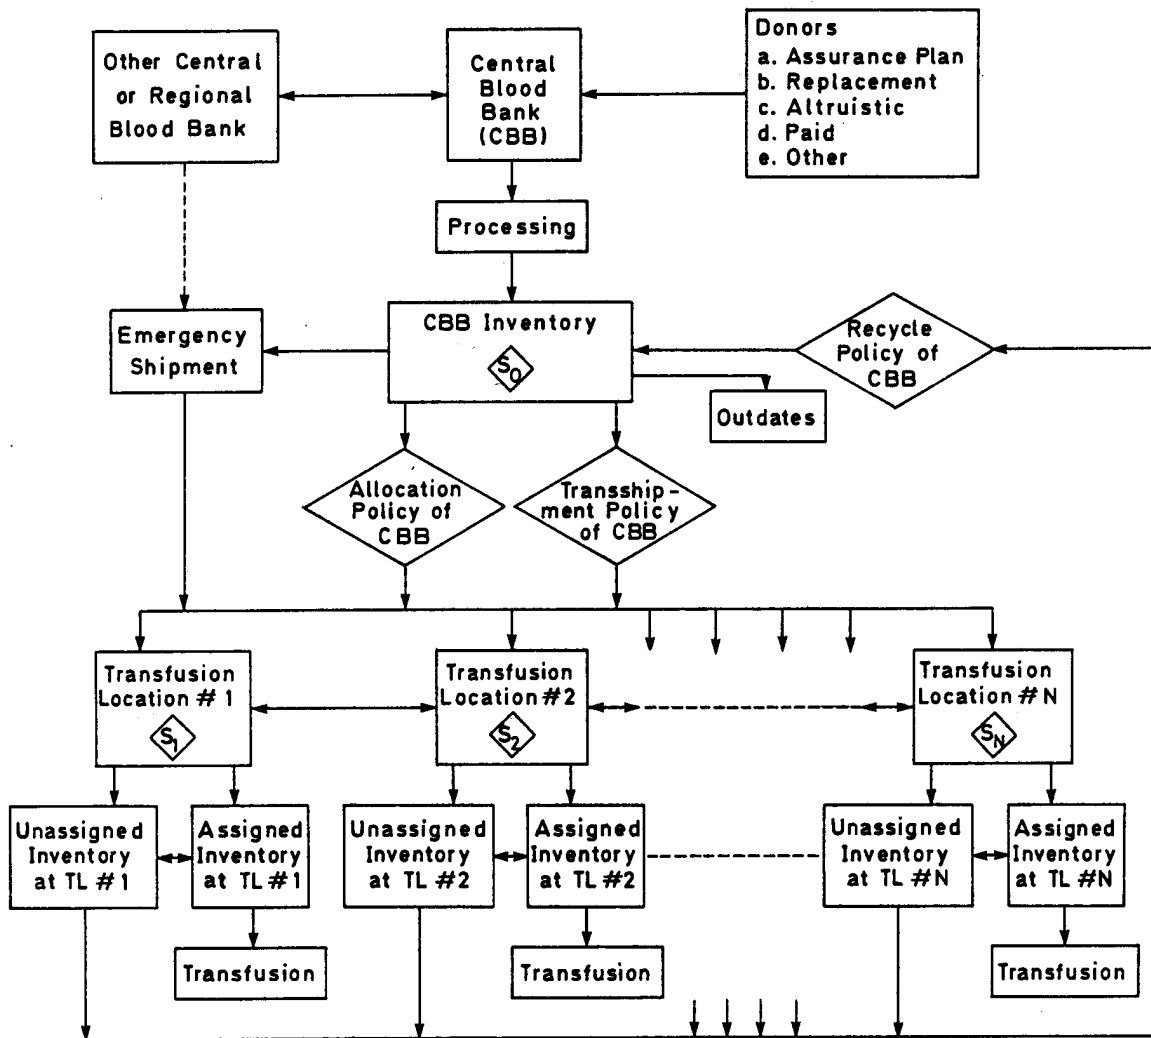 Other Central
or Regional
Blood Bank
Central
Blood
Bank
(CBB)
Donors
a. Assurance Plan
b. Replacement
c. Altruistic
d. Paid
e. Other
Processing
Emergency
Shipment
CBB Inventory
S0
Recycle
Policy of
CBB
Outdates
Allocation
Policy of
CBB
Transship-
ment Policy
of CBB
Transfusion
Location #1
S1
Transfusion
Location #2
S2
Transfusion
Location #N
SN
Unassigned
Inventory
at TL #1
Assigned
Inventory
at TL #1
Unassigned
Inventory
at TL #2
Assigned
Inventory
at TL #2
Unassigned
Inventory
at TL #N
Assigned
Inventory
at TL #N
Transfusion
Transfusion
Transfusion